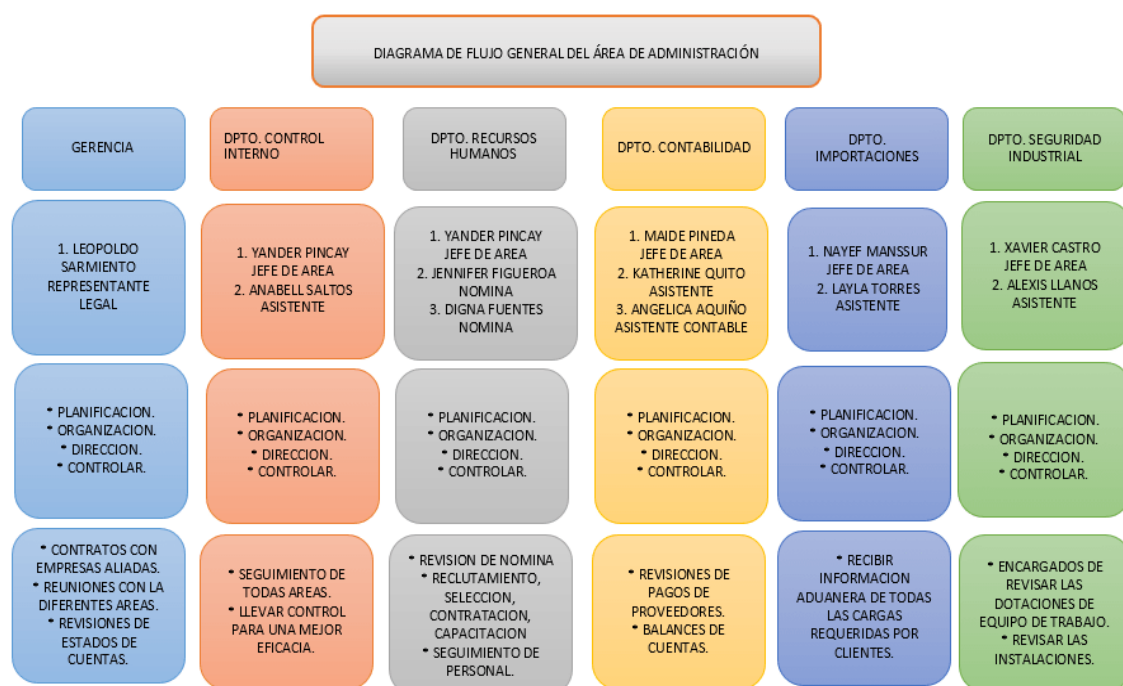 DIAGRAMA DE FLUJO GENERAL DEL ÁREA DE ADMINISTRACIÓN
GERENCIA
DPTO. CONTROL
INTERNO
DPTO. RECURSOS
HUMANOS
DPTO. CONTABILIDAD
DPTO.
IMPORTACIONES
DPTO. SEGURIDAD
INDUSTRIAL
1. LEOPOLDO
SARMIENTO
REPRESENTANTE
LEGAL
1. YANDER PINCAY
JEFE DE AREA
2. ANABELL SALTOS
ASISTENTE
1. YANDER PINCAY
JEFE DE AREA
2. JENNIFER FIGUEROA
NOMINA
3. DIGNA FUENTES
NOMINA
1. MAIDE PINEDA
JEFE DE AREA
2. KATHERINE QUITO
ASISTENTE
3. ANGELICA AQUIÑO
ASISTENTE CONTABLE
1. NAYEF MANSSUR
JEFE DE AREA
2. LAYLA TORRES
ASISTENTE
1. XAVIER CASTRO
JEFE DE AREA
2. ALEXIS LLANOS
ASISTENTE
* PLANIFICACION.
* ORGANIZACION.
* DIRECCION.
* CONTROLAR.
* PLANIFICACION.
* ORGANIZACION.
* DIRECCION.
* CONTROLAR.
* PLANIFICACION.
* ORGANIZACION.
* DIRECCION.
* CONTROLAR.
* PLANIFICACION.
* ORGANIZACION.
* DIRECCION.
* CONTROLAR.
* PLANIFICACION.
* ORGANIZACION.
* DIRECCION.
* CONTROLAR.
* PLANIFICACION.
* ORGANIZACION.
* DIRECCION.
* CONTROLAR.
* CONTRATOS CON
EMPRESAS ALIADAS.
* REUNIONES CON LA
DIFERENTES AREAS.
* REVISIONES DE
ESTADOS DE
CUENTAS.
* SEGUIMIENTO DE
TODAS AREAS.
* LLEVAR CONTROL
PARA UNA MEJOR
EFICACIA.
* REVISION DE NOMINA
* RECLUTAMIENTO,
SELECCION,
CONTRATACION,
CAPACITACION
* SEGUIMIENTO DE
PERSONAL.
* REVISIONES DE
PAGOS DE
PROVEEDORES.
* BALANCES DE
CUENTAS.
* RECIBIR
INFORMACION
ADUANERA DE TODAS
LAS CARGAS
REQUERIDAS POR
CLIENTES.
* ENCARGADOS DE
REVISAR LAS
DOTACIONES DE
EQUIPO DE TRABAJO.
* REVISAR LAS
INSTALACIONES.